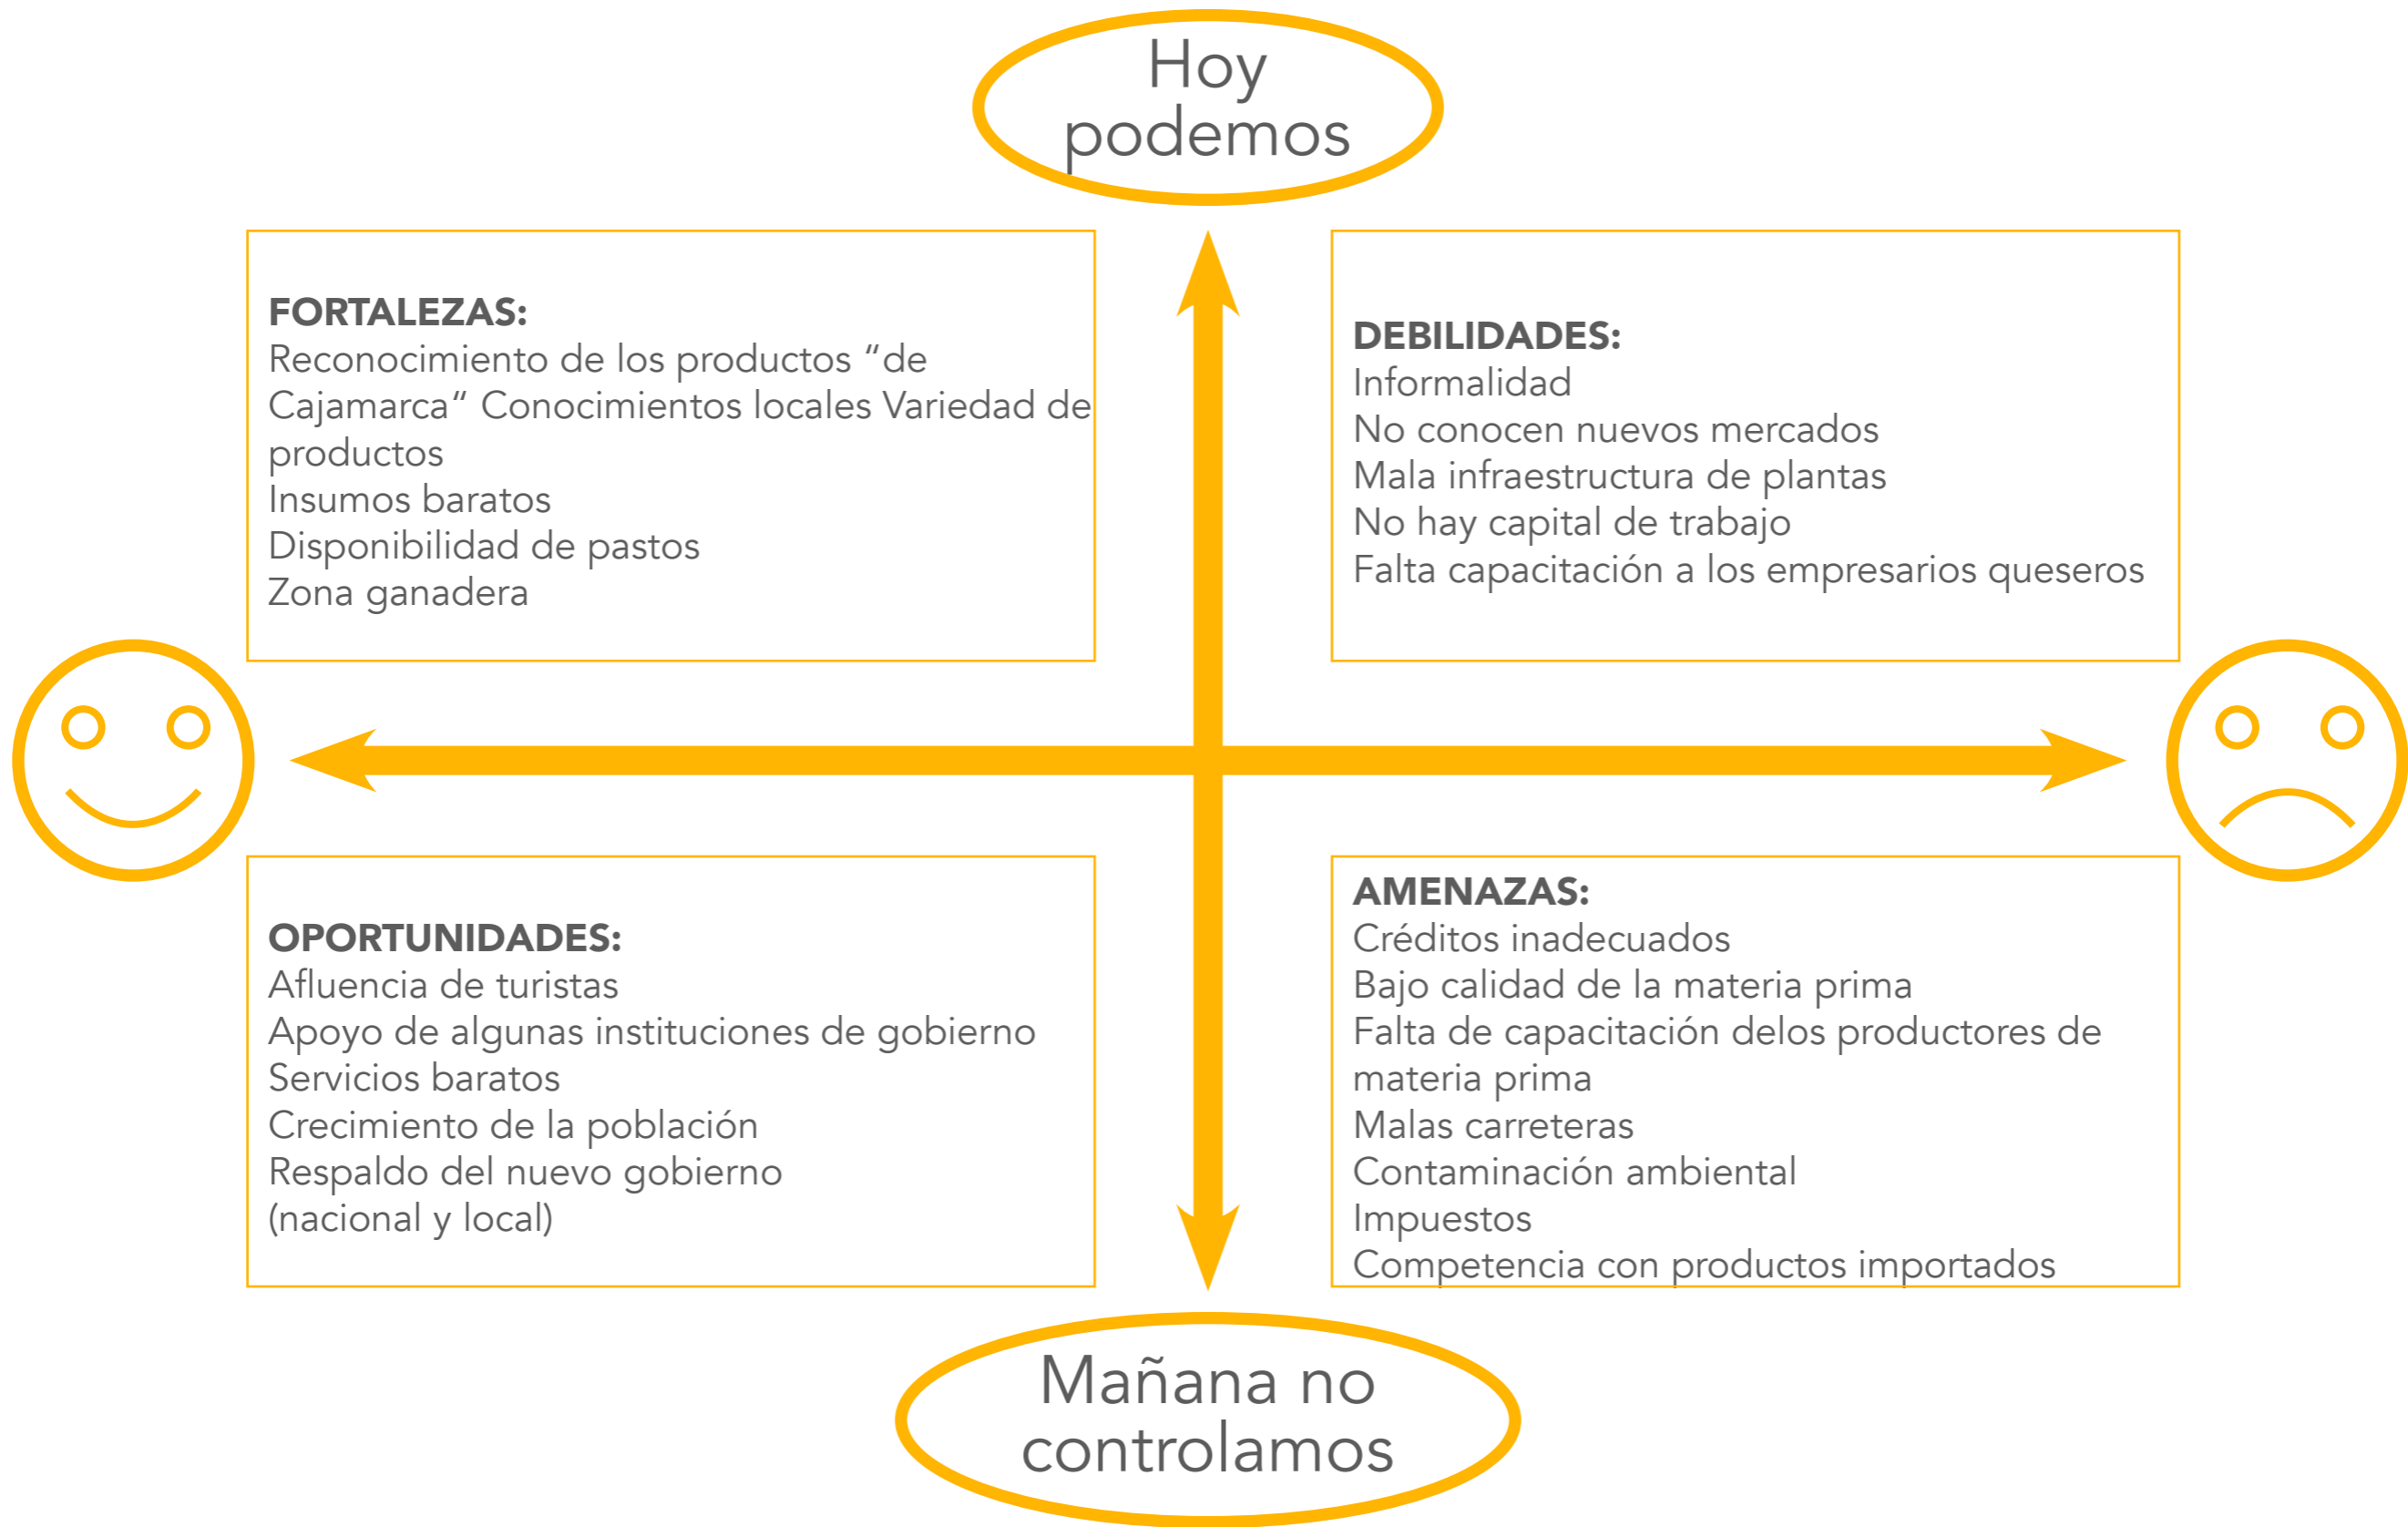 Hoy
podemos
FORTALEZAS:
Reconocimiento de los productos “de
Cajamarca“ Conocimientos locales Variedad de
productos
Insumos baratos
Disponibilidad de pastos
Zona ganadera
DEBILIDADES:
Informalidad
No conocen nuevos mercados
Mala infraestructura de plantas
No hay capital de trabajo
Falta capacitación a los empresarios queseros
OPORTUNIDADES:
Afluencia de turistas
Apoyo de algunas instituciones de gobierno
Servicios baratos
Crecimiento de la población
Respaldo del nuevo gobierno
(nacional y local)
AMENAZAS:
Créditos inadecuados
Bajo calidad de la materia prima
Falta de capacitación delos productores de
materia prima
Malas carreteras
Contaminación ambiental
Impuestos
Competencia con productos importados
Mañana no
controlamos